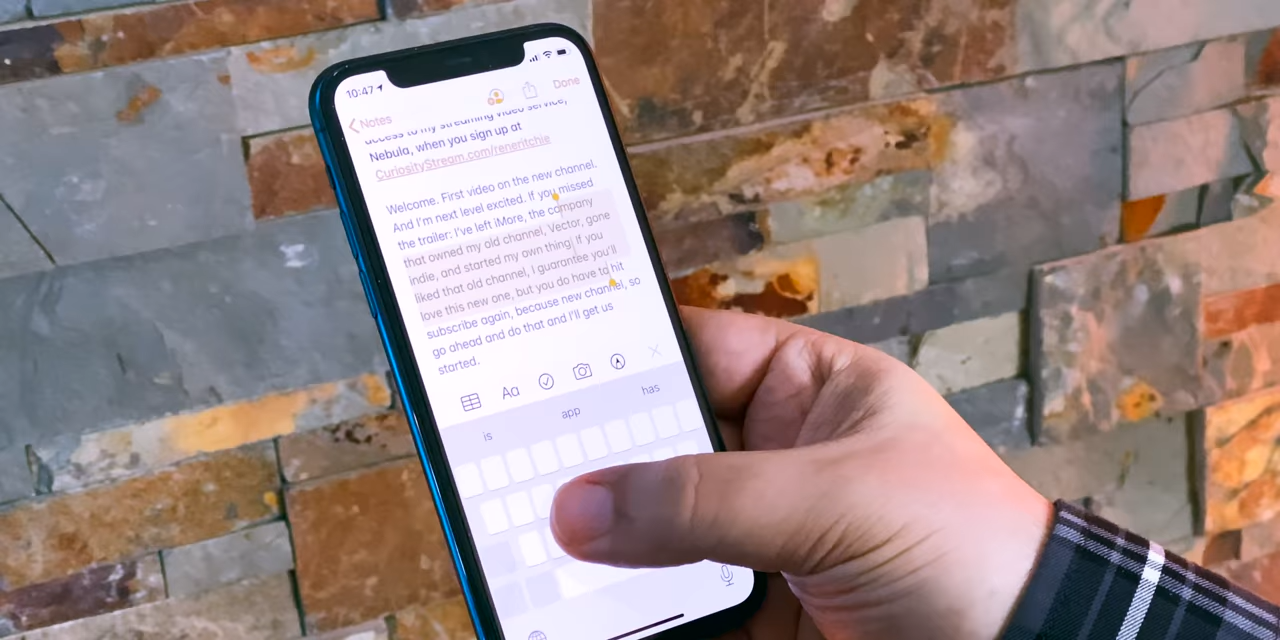 10:47
Notes
Done
access to my streaming video service,
Nebula, when you sign up at
CuriosityStream.com/reneritchie
Welcome. First video on the new channel.
And I'm next level excited. If you missed
the trailer: I've left iMore, the company
that owned my old channel, Vector, gone
indie, and started my own thing. If you
liked that old channel, I guarantee you'll
love this new one, but you do have to hit
subscribe again, because new channel, so
go ahead and do that and I'll get us
started.
Aa
is
app
has